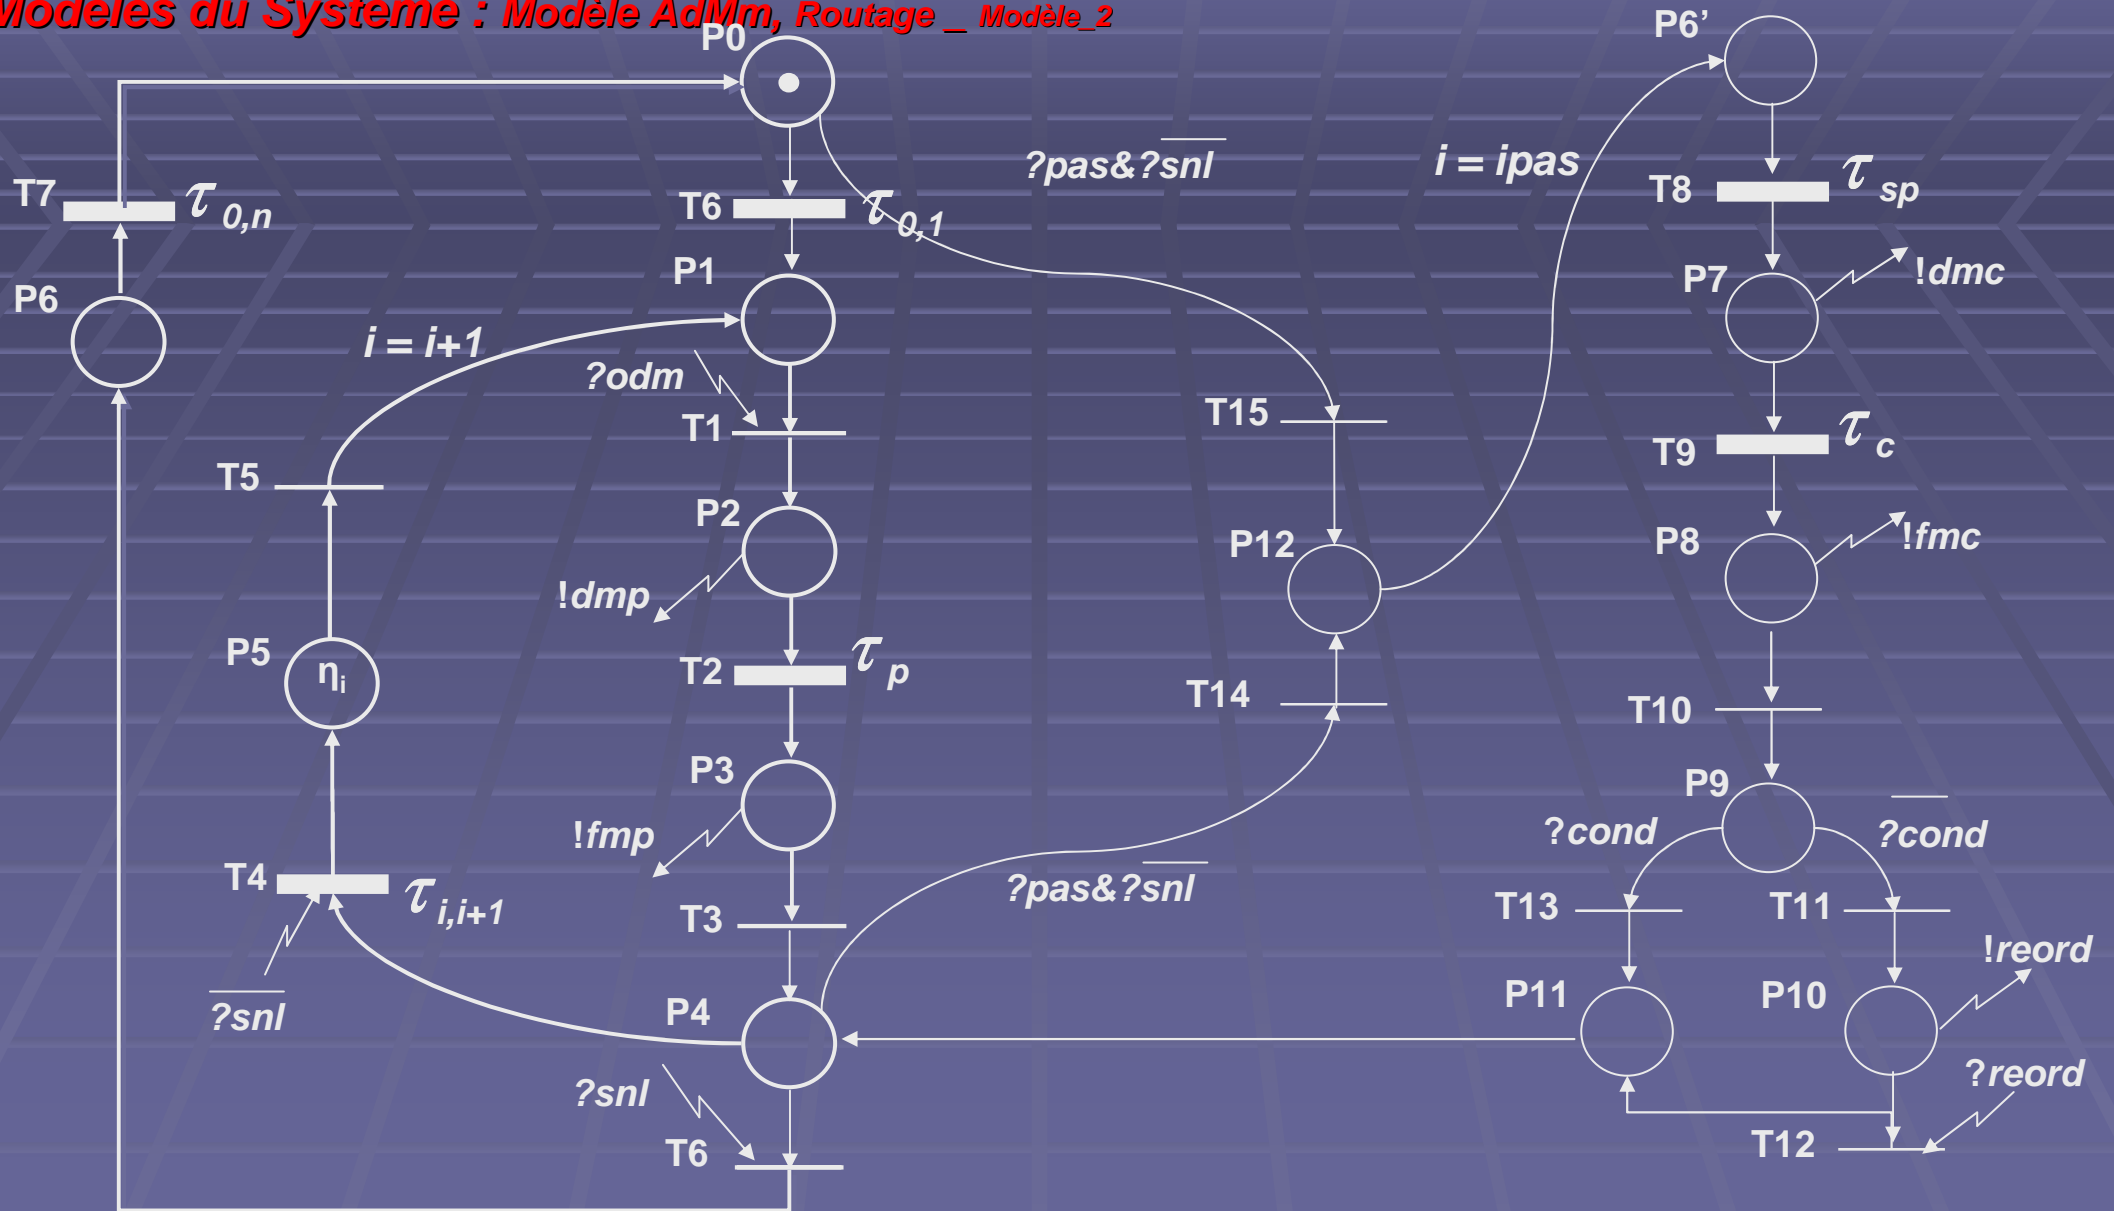 Modèles du Système : Modèle AdMm, Routage _ Modèle_2
P0
P6’
?pas&?snl
i = ipas
T7
τ 0,n
T6
τ 0,1
T8
τ sp
P6
P1
P7
!dmc
i = i+1
?odm
T1
T15
T9
τ c
T5
P2
P12
P8
!fmc
!dmp
P5
ηi
T2
τ p
T14
T10
P3
P9
!fmp
?cond
?cond
T4
τ i,i+1
?pas&?snl
T3
T13
T11
!reord
?snl
P4
P11
P10
?snl
?reord
T6
T12